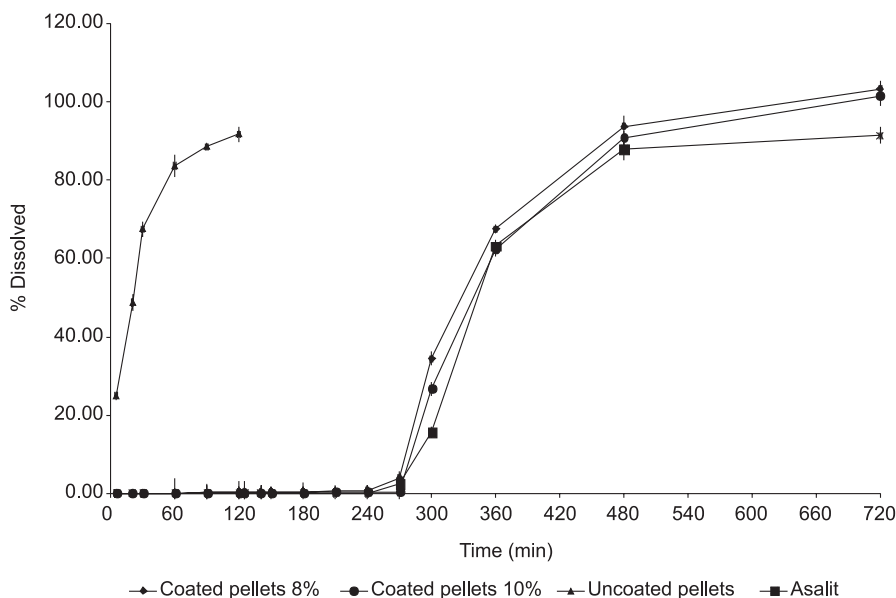 120.00
100.00
80.00
60.00
40.00
20.00
0.00
% Dissolved
0 60 120 180 240 300 360 420 480 540 600 660 720
Time (min)
Coated pellets 8% Coated pellets 10% Uncoated pellets Asalit